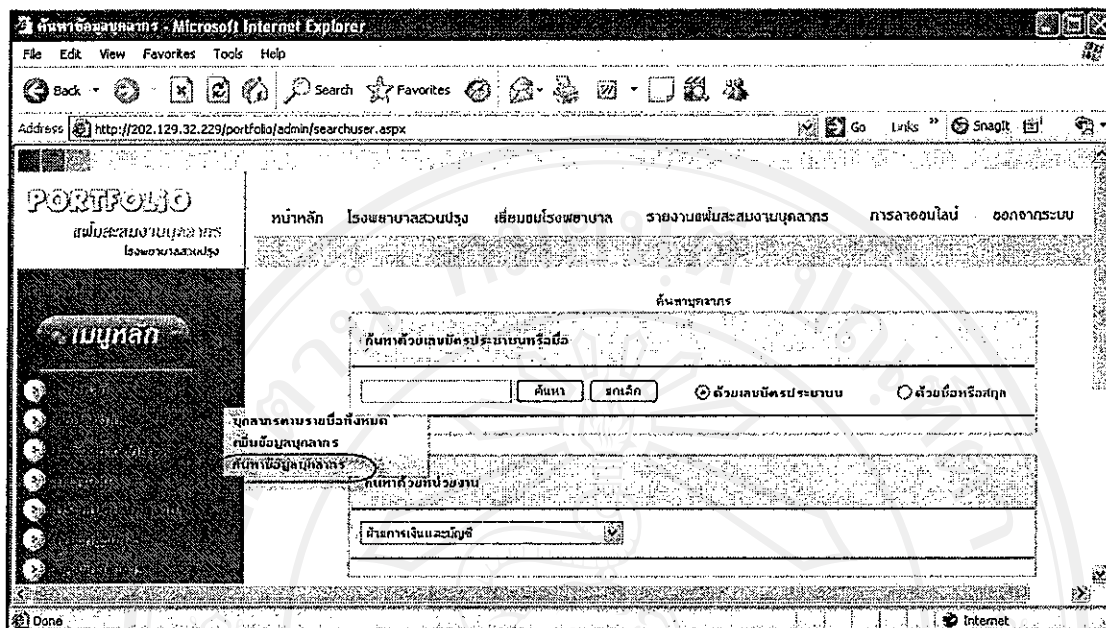 ค้นหาข้อมูลบุคลากร - Microsoft Internet Explorer
File Edit View Favorites Tools Help
Back Search Favorites
Address http://202.129.32.229/portfolio/admin/searchuser.aspx Go Links » SnagIt
PORTFOLIO
แฟ้มสะสมงานบุคลากร
โรงพยาบาลสวนปรุง
หน้าหลัก โรงพยาบาลสวนปรุง เยี่ยมชมโรงพยาบาล รายงานแฟ้มสะสมงานบุคลากร การลาออนไลน์ ออกจากระบบ
ค้นหาบุคลากร
เมนูหลัก
ค้นหาด้วยเลขบัตรประชาชนหรือชื่อ
ค้นหา ยกเลิก ด้วยเลขบัตรประชาชน ด้วยชื่อหรือสกุล
บุคลากรตามรายชื่อทั้งหมด
เพิ่มข้อมูลบุคลากร
ค้นหาข้อมูลบุคลากร
ค้นหาด้วยหน่วยงาน
ฝ่ายการเงินและบัญชี
Done Internet